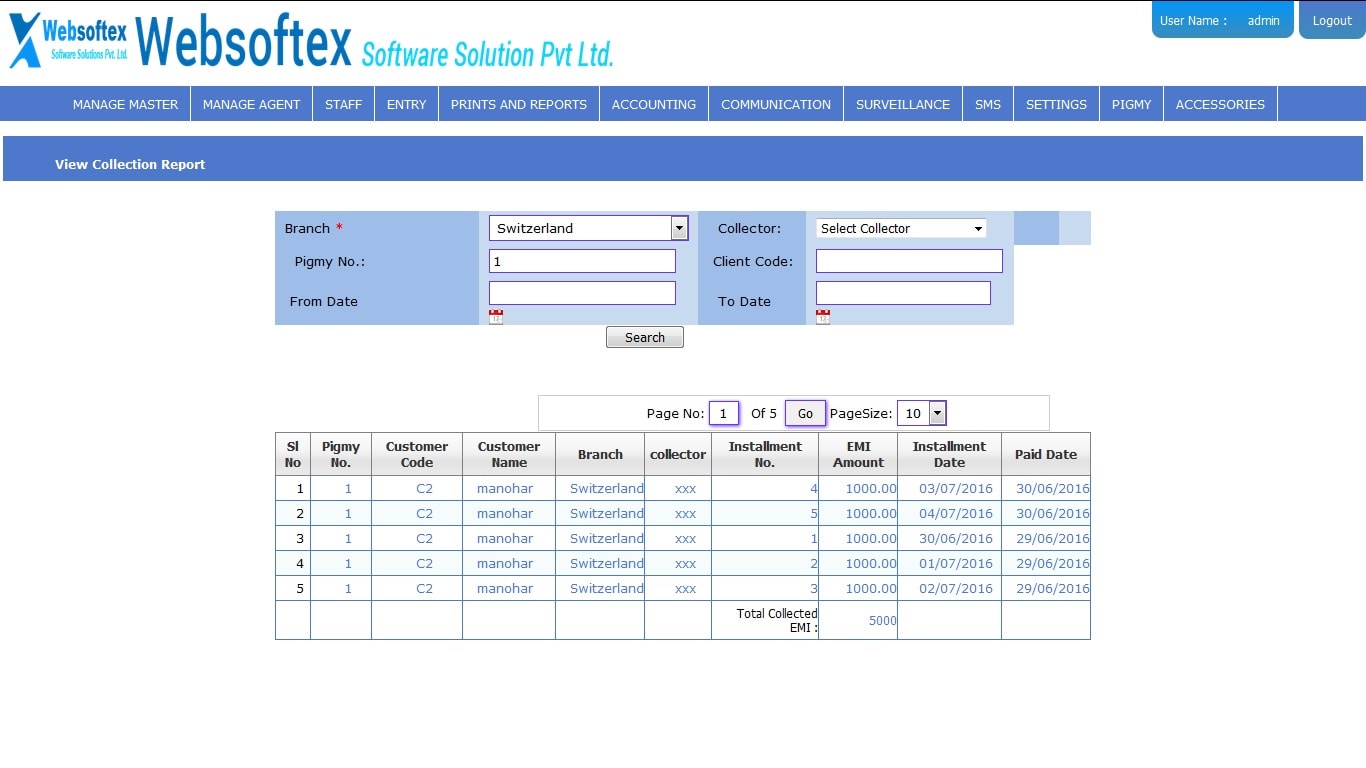 Websoftex
Software Solutions Pvt. Ltd.
Websoftex Software Solution Pvt Ltd.
User Name : admin
Logout
MANAGE MASTER MANAGE AGENT STAFF ENTRY PRINTS AND REPORTS ACCOUNTING COMMUNICATION SURVEILLANCE SMS SETTINGS PIGMY ACCESSORIES
View Collection Report
Branch * Switzerland Collector: Select Collector
Pigmy No.: 1 Client Code:
From Date To Date
Search
Page No: 1 Of 5 Go PageSize: 10
Sl No Pigmy No. Customer Code Customer Name Branch collector Installment No. EMI Amount Installment Date Paid Date
1 1 C2 manohar Switzerland xxx 4 1000.00 03/07/2016 30/06/2016
2 1 C2 manohar Switzerland xxx 5 1000.00 04/07/2016 30/06/2016
3 1 C2 manohar Switzerland xxx 1 1000.00 30/06/2016 29/06/2016
4 1 C2 manohar Switzerland xxx 2 1000.00 01/07/2016 29/06/2016
5 1 C2 manohar Switzerland xxx 3 1000.00 02/07/2016 29/06/2016
Total Collected EMI : 5000